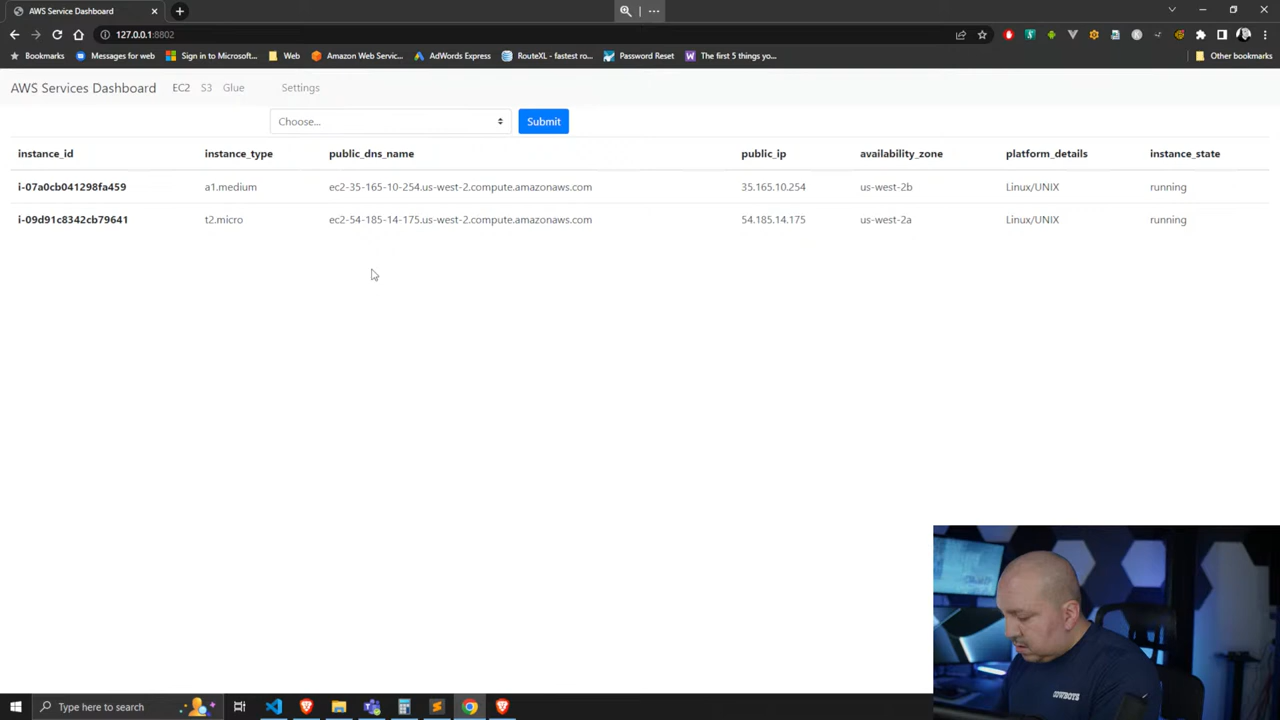 AWS Service Dashboard
127.0.0.1:8802
Bookmarks Messages for web Sign in to Microsoft... Web Amazon Web Servic... AdWords Express RouteXL - fastest ro... Password Reset The first 5 things yo... Other bookmarks
AWS Services Dashboard EC2 S3 Glue Settings
Choose... Submit
instance_id instance_type public_dns_name public_ip availability_zone platform_details instance_state
i-07a0cb041298fa459 a1.medium ec2-35-165-10-254.us-west-2.compute.amazonaws.com 35.165.10.254 us-west-2b Linux/UNIX running
i-09d91c8342cb79641 t2.micro ec2-54-185-14-175.us-west-2.compute.amazonaws.com 54.185.14.175 us-west-2a Linux/UNIX running
COWBOYS
Type here to search